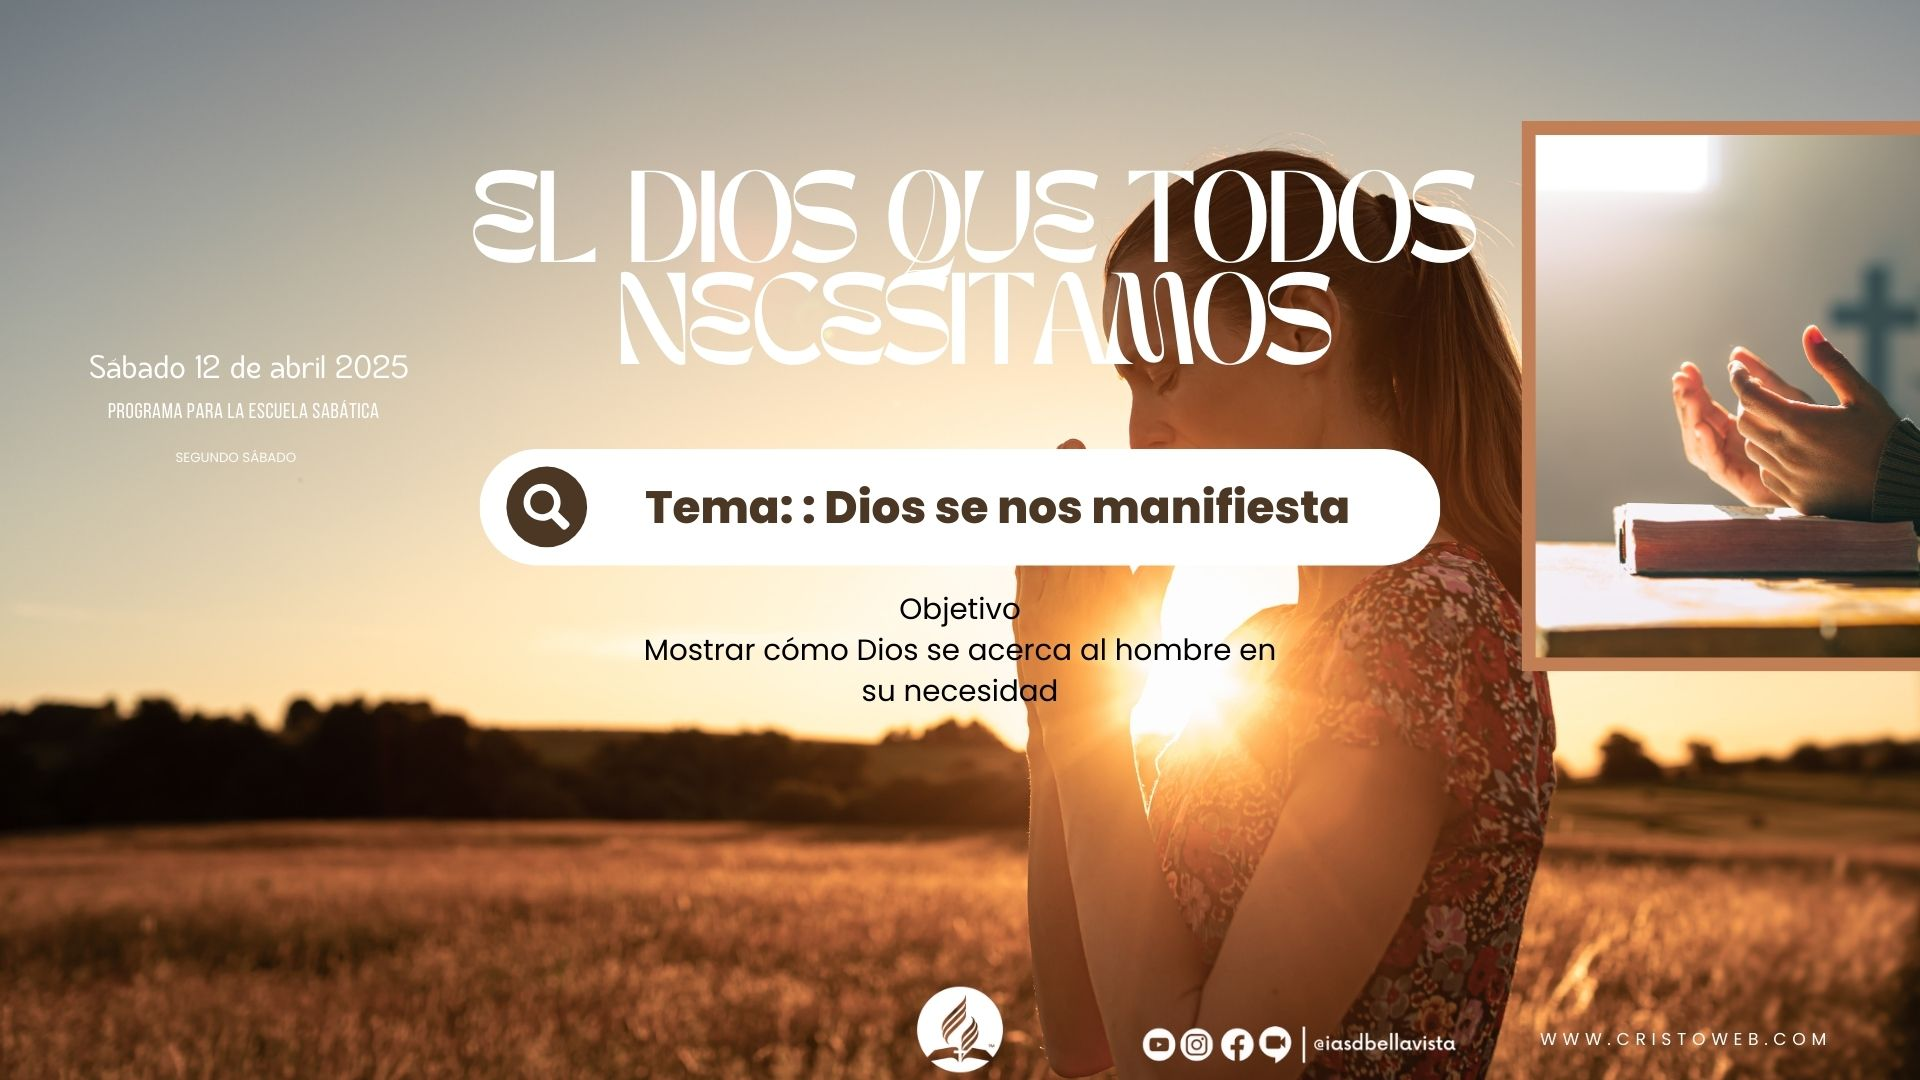 EL DIOS QUE TODOS
NECESITAMOS
Sábado 12 de abril 2025
PROGRAMA PARA LA ESCUELA SABÁTICA
SEGUNDO SÁBADO
Tema: : Dios se nos manifiesta
Objetivo
Mostrar cómo Dios se acerca al hombre en
su necesidad
@iasdbellavista
WWW.CRISTOWEB.COM